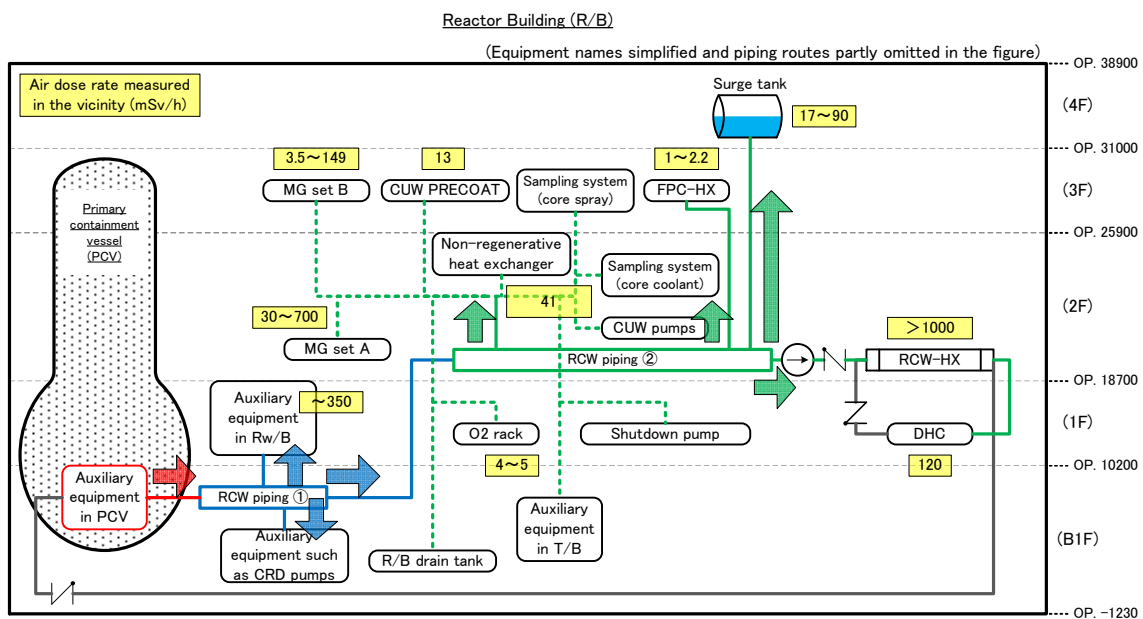 Reactor Building (R/B)
(Equipment names simplified and piping routes partly omitted in the figure)
OP. 38900
Air dose rate measured
in the vicinity (mSv/h)
Surge tank
17～90
(4F)
OP. 31000
3.5～149
13
1～2.2
MG set B
CUW PRECOAT
Sampling system
(core spray)
FPC-HX
(3F)
Primary
containment
vessel
(PCV)
OP. 25900
Non-regenerative
heat exchanger
Sampling system
(core coolant)
41
30～700
(2F)
CUW pumps
＞1000
MG set A
RCW piping ②
RCW-HX
OP. 18700
Auxiliary
equipment
in Rw/B
～350
O2 rack
Shutdown pump
DHC
(1F)
4～5
120
OP. 10200
Auxiliary
equipment
in PCV
RCW piping ①
Auxiliary
equipment
in T/B
Auxiliary
equipment such
as CRD pumps
R/B drain tank
(B1F)
OP. -1230